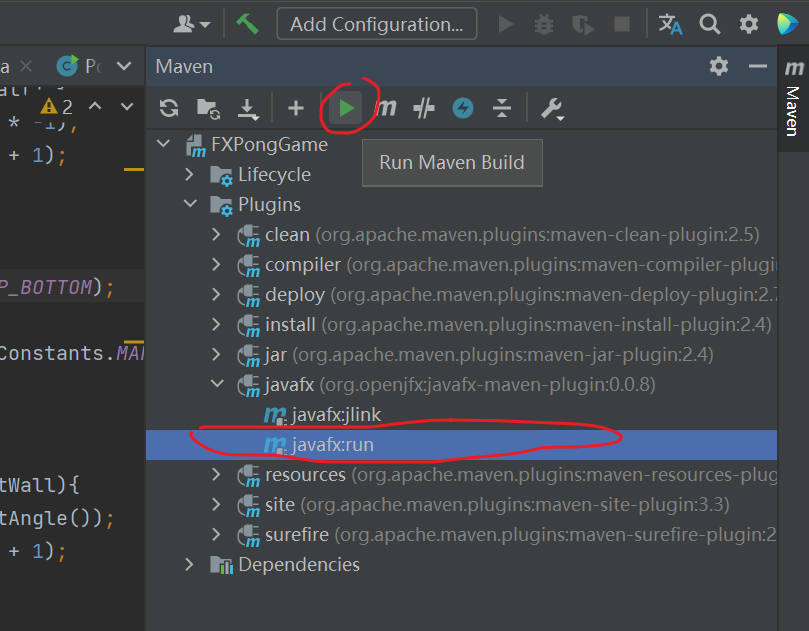 Add Configuration...
a
P
Maven
2
* -1);
+ 1);
FXPongGame
Run Maven Build
Lifecycle
Plugins
clean (org.apache.maven.plugins:maven-clean-plugin:2.5)
compiler (org.apache.maven.plugins:maven-compiler-plugi
P_BOTTOM);
deploy (org.apache.maven.plugins:maven-deploy-plugin:2.7
install (org.apache.maven.plugins:maven-install-plugin:2.4)
Constants.MAR
jar (org.apache.maven.plugins:maven-jar-plugin:2.4)
javafx (org.openjfx:javafx-maven-plugin:0.0.8)
javafx:jlink
javafx:run
tWall){
resources (org.apache.maven.plugins:maven-resources-plug
site (org.apache.maven.plugins:maven-site-plugin:3.3)
tAngle());
surefire (org.apache.maven.plugins:maven-surefire-plugin:2
+ 1);
Dependencies
m
Maven